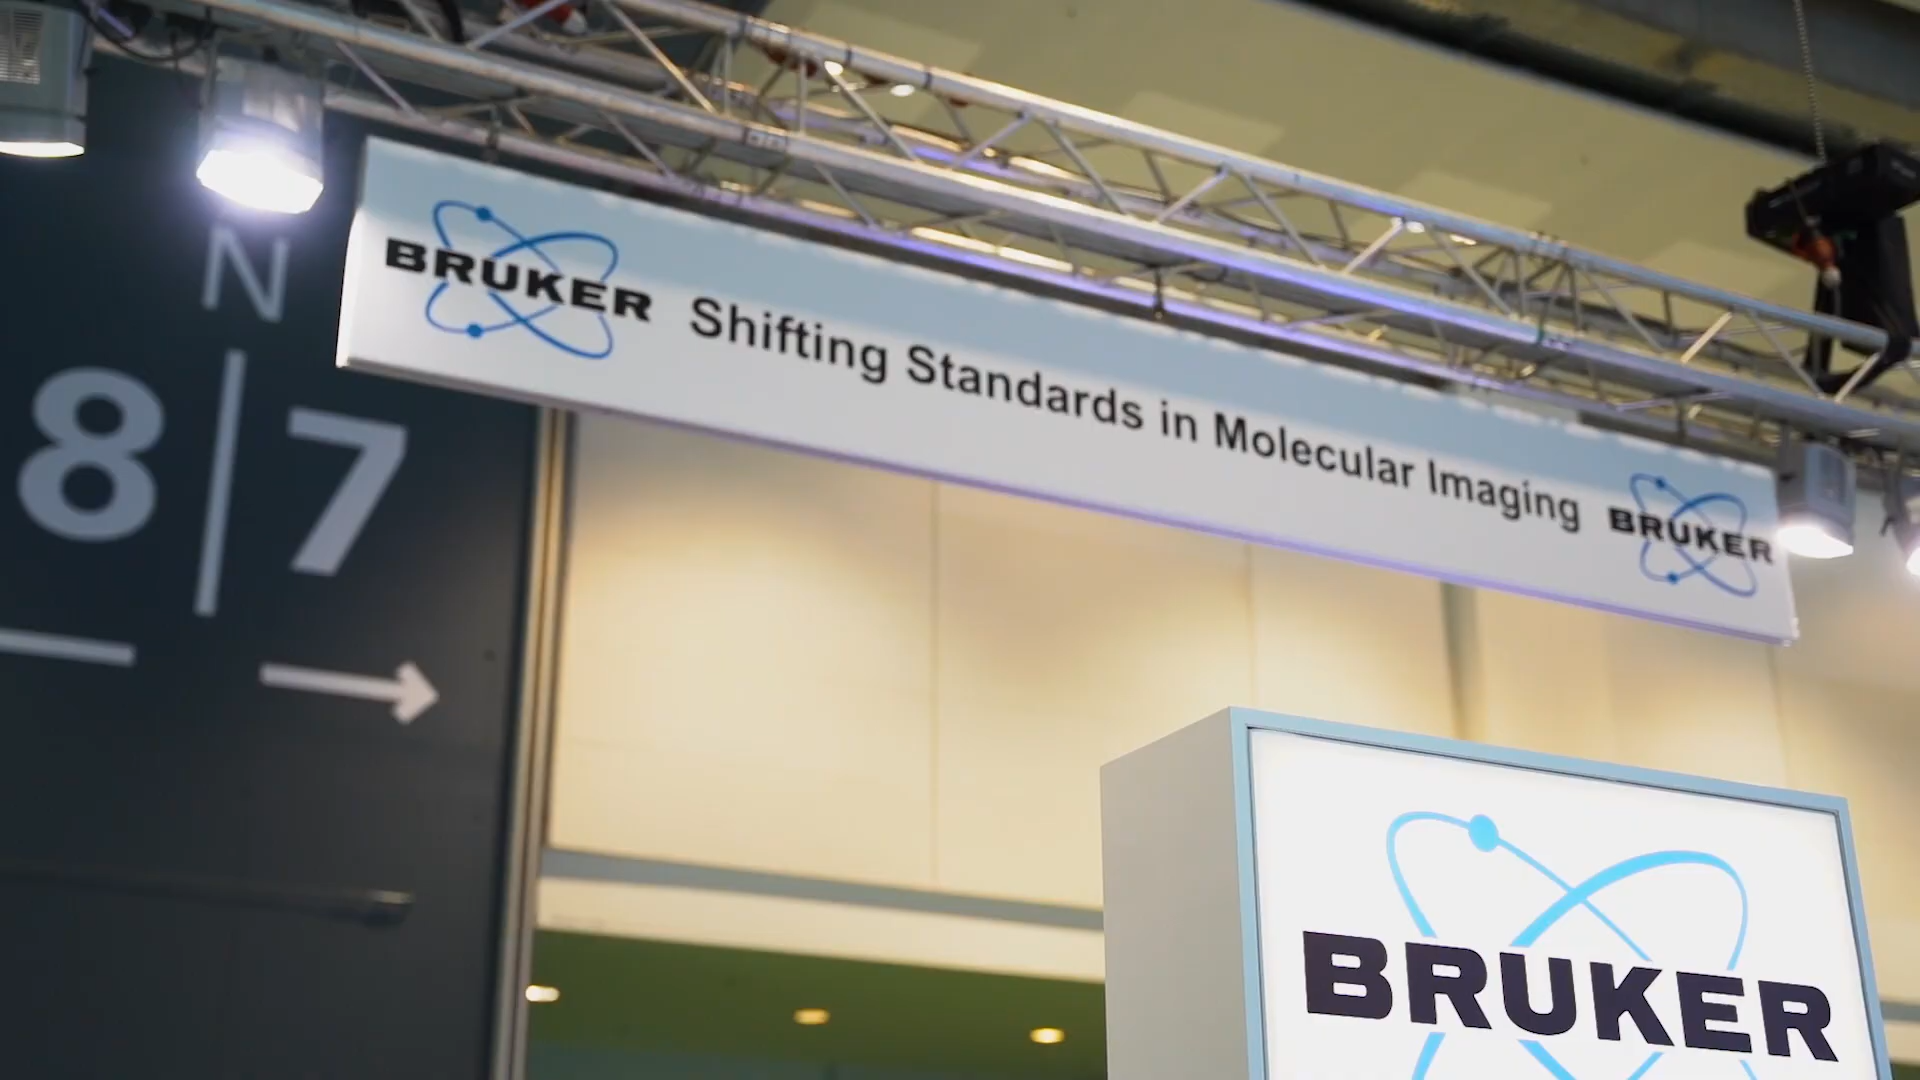 N
8 7
BRUKER Shifting Standards in Molecular Imaging BRUKER
BRUKER